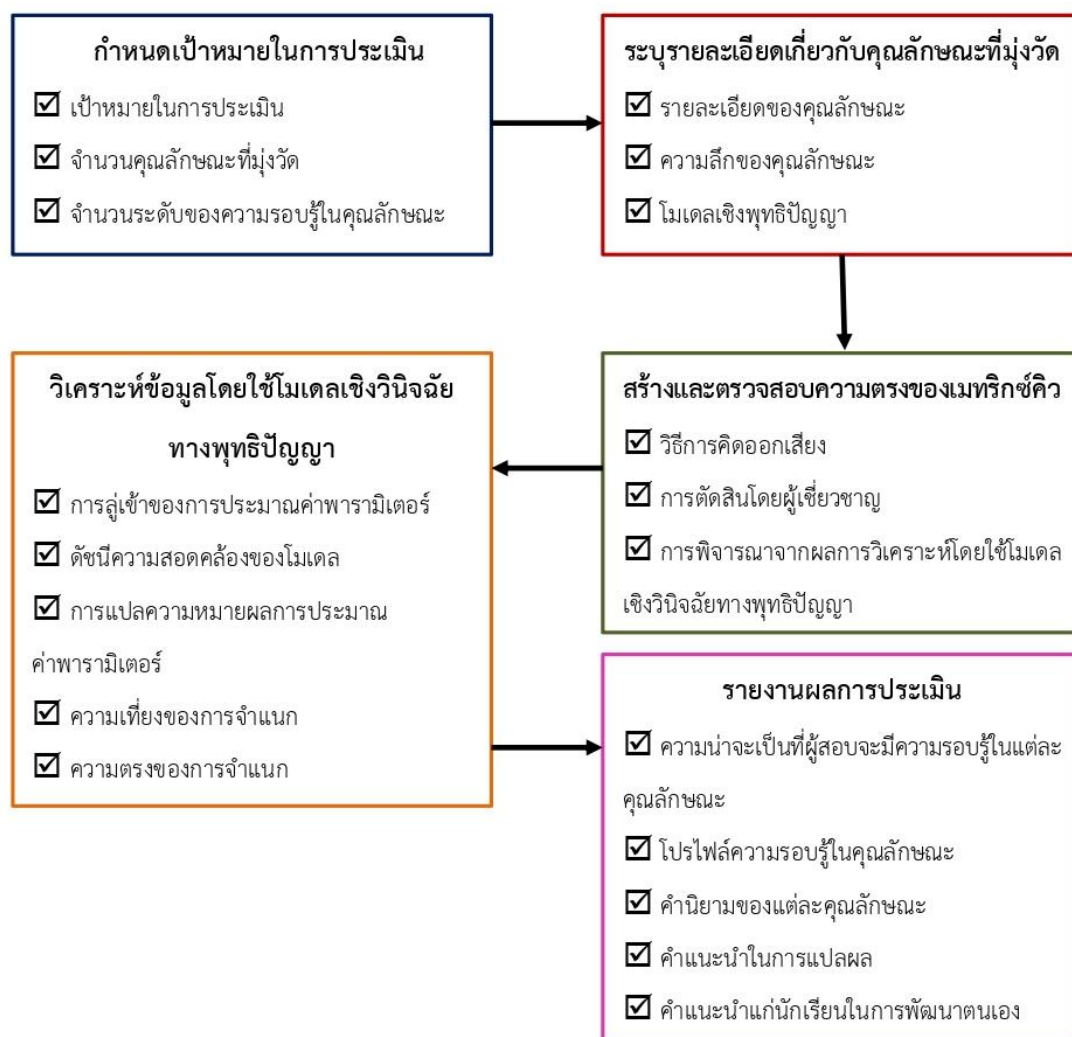 กำหนดเป้าหมายในการประเมิน
☑ เป้าหมายในการประเมิน
☑ จำนวนคุณลักษณะที่มุ่งวัด
☑ จำนวนระดับของความรอบรู้ในคุณลักษณะ
ระบุรายละเอียดเกี่ยวกับคุณลักษณะที่มุ่งวัด
☑ รายละเอียดของคุณลักษณะ
☑ ความลึกของคุณลักษณะ
☑ โมเดลเชิงพุทธิปัญญา
สร้างและตรวจสอบความตรงของเมทริกซ์คิว
☑ วิธีการคิดออกเสียง
☑ การตัดสินโดยผู้เชี่ยวชาญ
☑ การพิจารณาจากผลการวิเคราะห์โดยใช้โมเดล
เชิงวินิจฉัยทางพุทธิปัญญา
วิเคราะห์ข้อมูลโดยใช้โมเดลเชิงวินิจฉัย
ทางพุทธิปัญญา
☑ การลู่เข้าของการประมาณค่าพารามิเตอร์
☑ ดัชนีความสอดคล้องของโมเดล
☑ การแปลความหมายผลการประมาณ
ค่าพารามิเตอร์
☑ ความเที่ยงของการจำแนก
☑ ความตรงของการจำแนก
รายงานผลการประเมิน
☑ ความน่าจะเป็นที่ผู้สอบจะมีความรอบรู้ในแต่ละ
คุณลักษณะ
☑ โปรไฟล์ความรอบรู้ในคุณลักษณะ
☑ คำนิยามของแต่ละคุณลักษณะ
☑ คำแนะนำในการแปลผล
☑ คำแนะนำแก่นักเรียนในการพัฒนาตนเอง